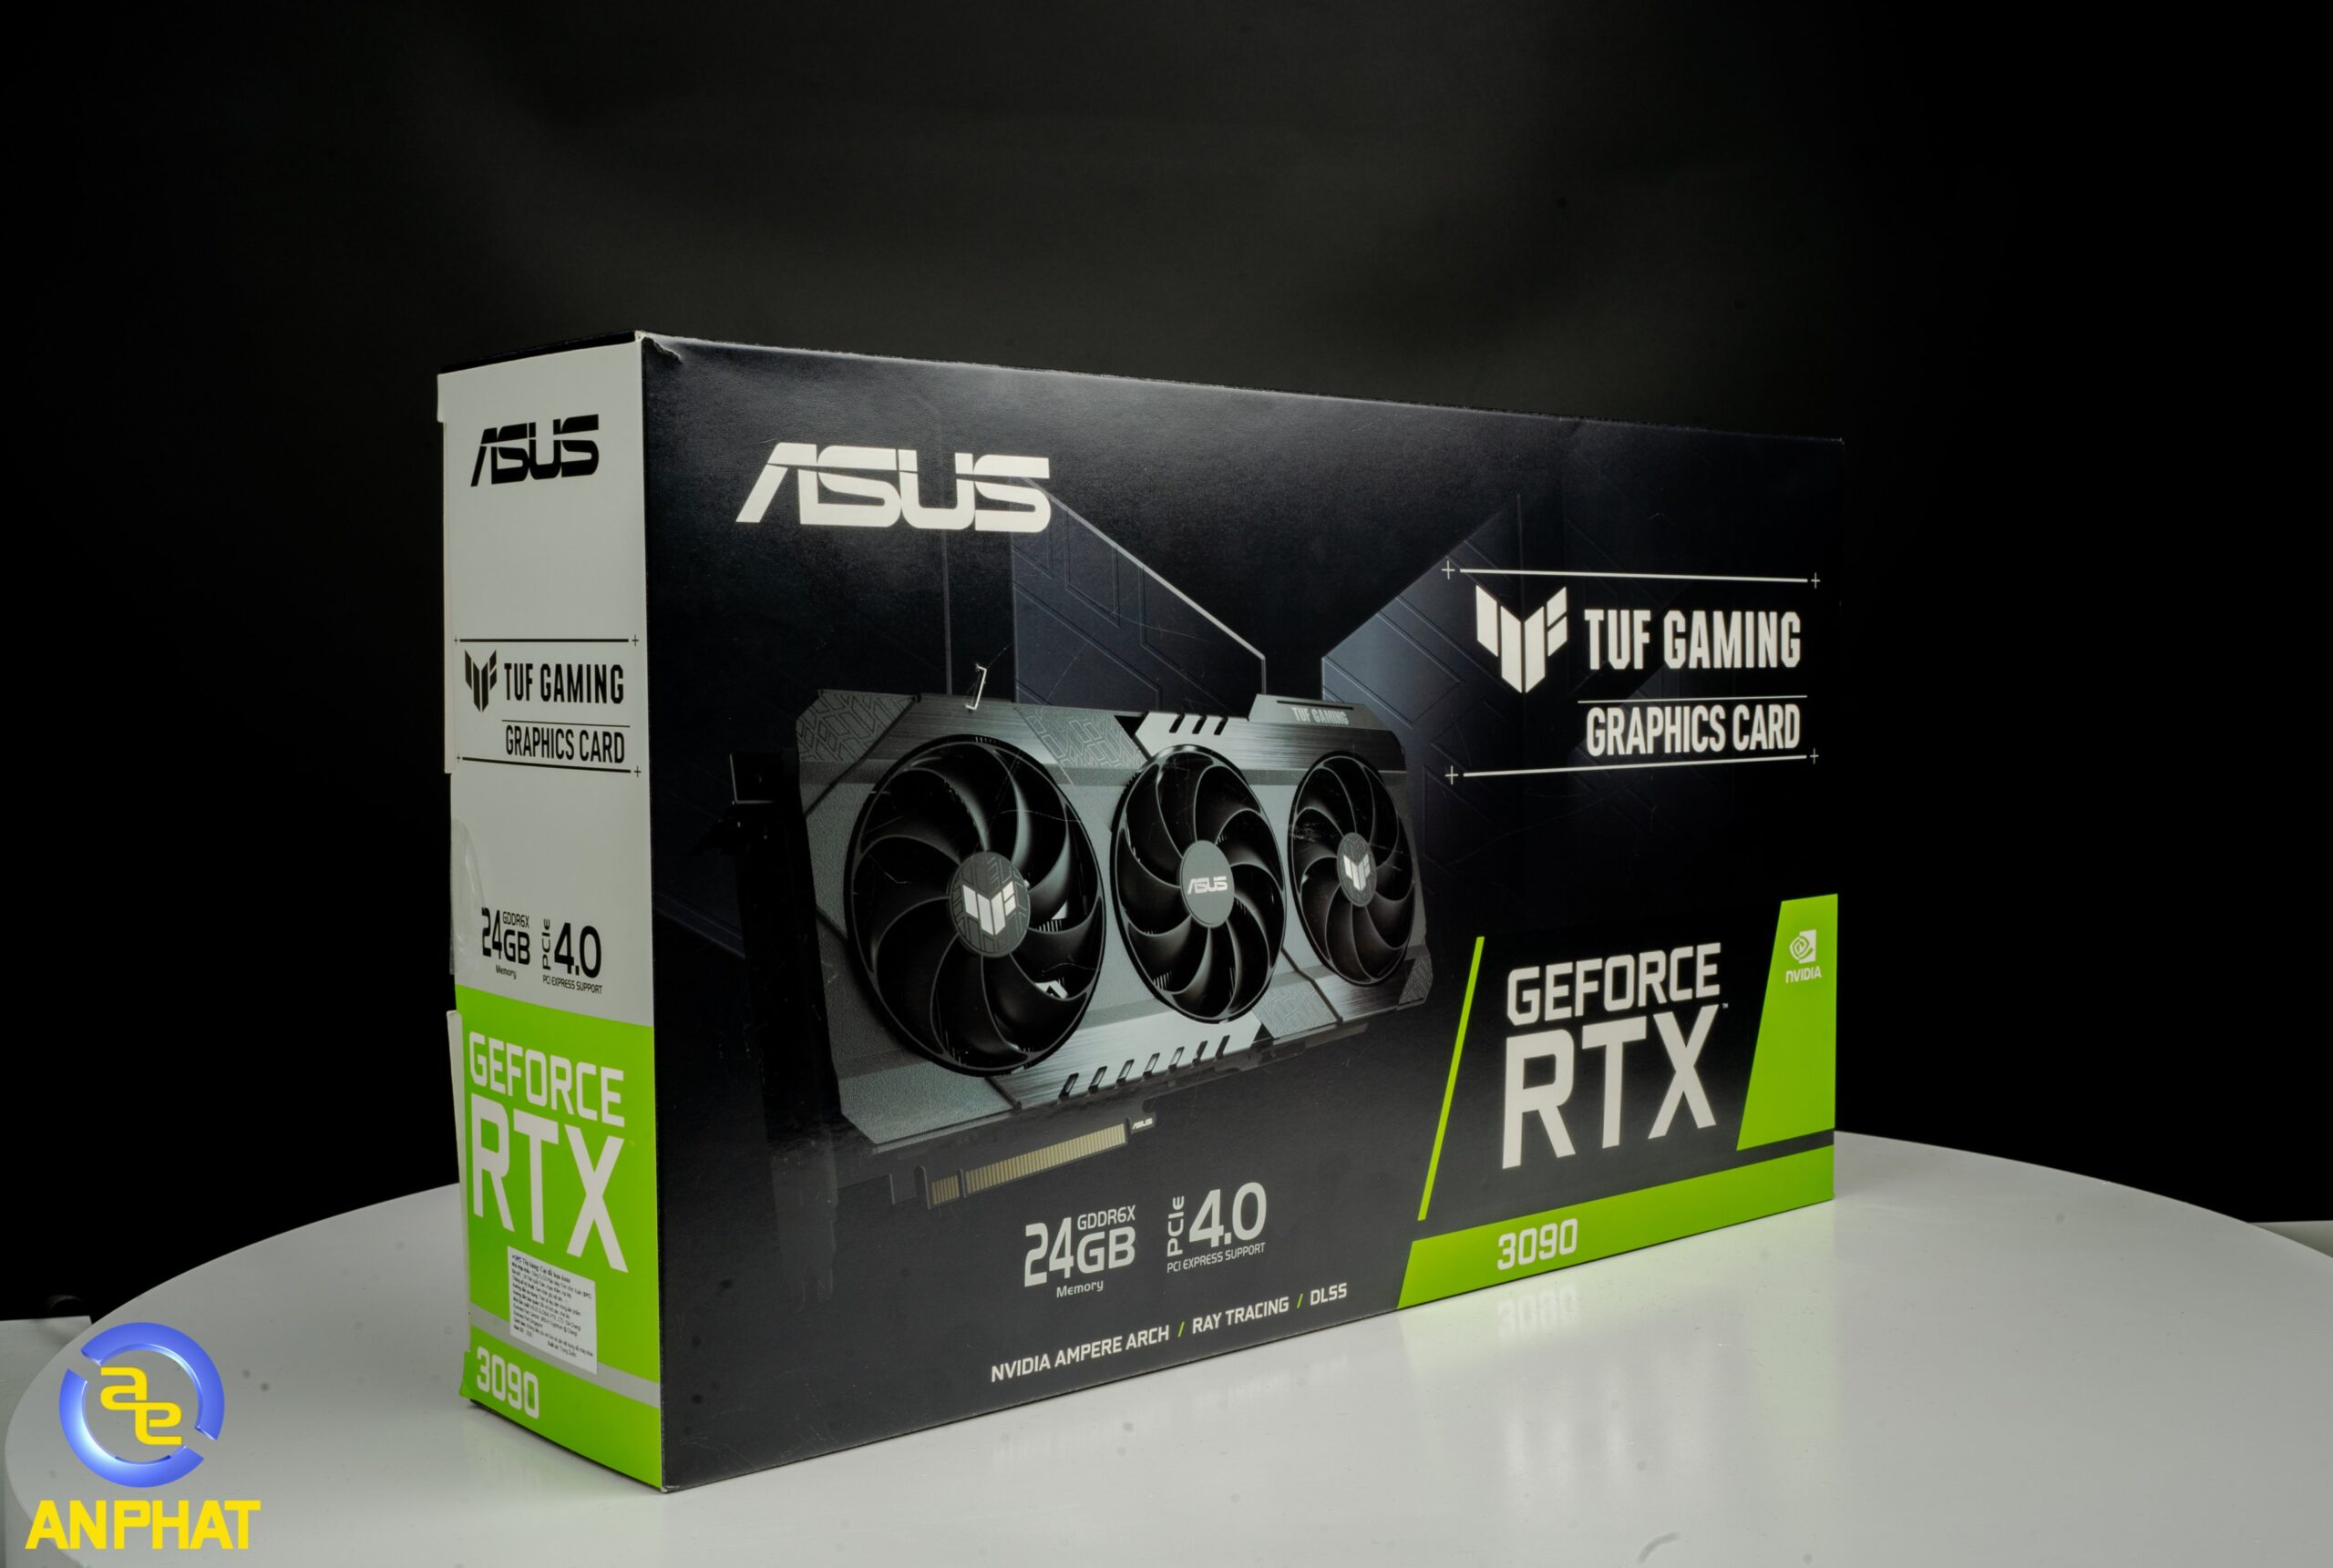 ASUS
TUF GAMING
GRAPHICS CARD
24GB
GDDR6X
Memory
PCIe 4.0
PCI EXPRESS SUPPORT
GEFORCE
RTX
3090
ASUS
TUF GAMING
GRAPHICS CARD
TUF GAMING
ASUS
ASUS
GEFORCE
RTX™
NVIDIA
3090
24GB
GDDR6X
Memory
PCIe 4.0
PCI EXPRESS SUPPORT
NVIDIA AMPERE ARCH / RAY TRACING / DLSS
ANPHAT